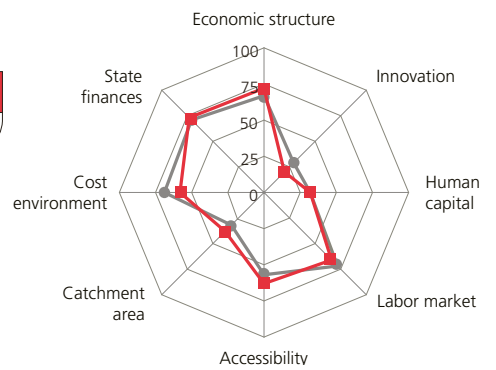 Economic structure
100
State
finances
75
Innovation
50
25
Cost
environment
0
Human
capital
Catchment
area
Labor market
Accessibility